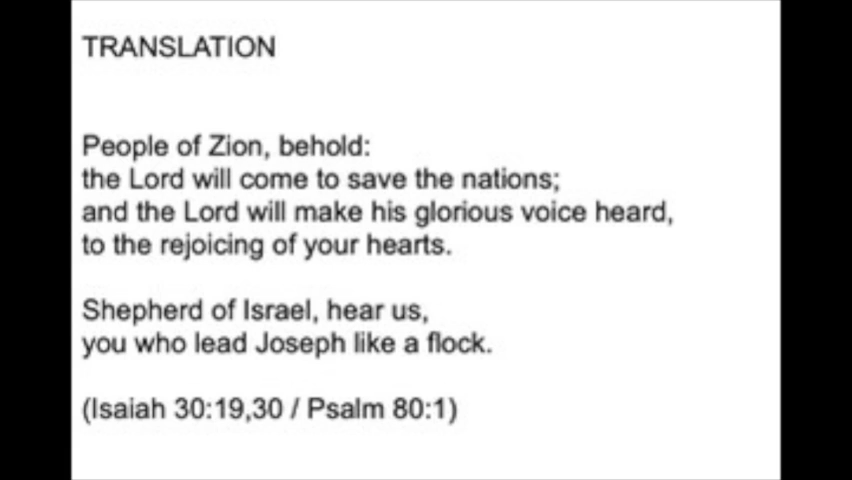 TRANSLATION
People of Zion, behold:
the Lord will come to save the nations;
and the Lord will make his glorious voice heard,
to the rejoicing of your hearts.
Shepherd of Israel, hear us,
you who lead Joseph like a flock.
(Isaiah 30:19,30 / Psalm 80:1)